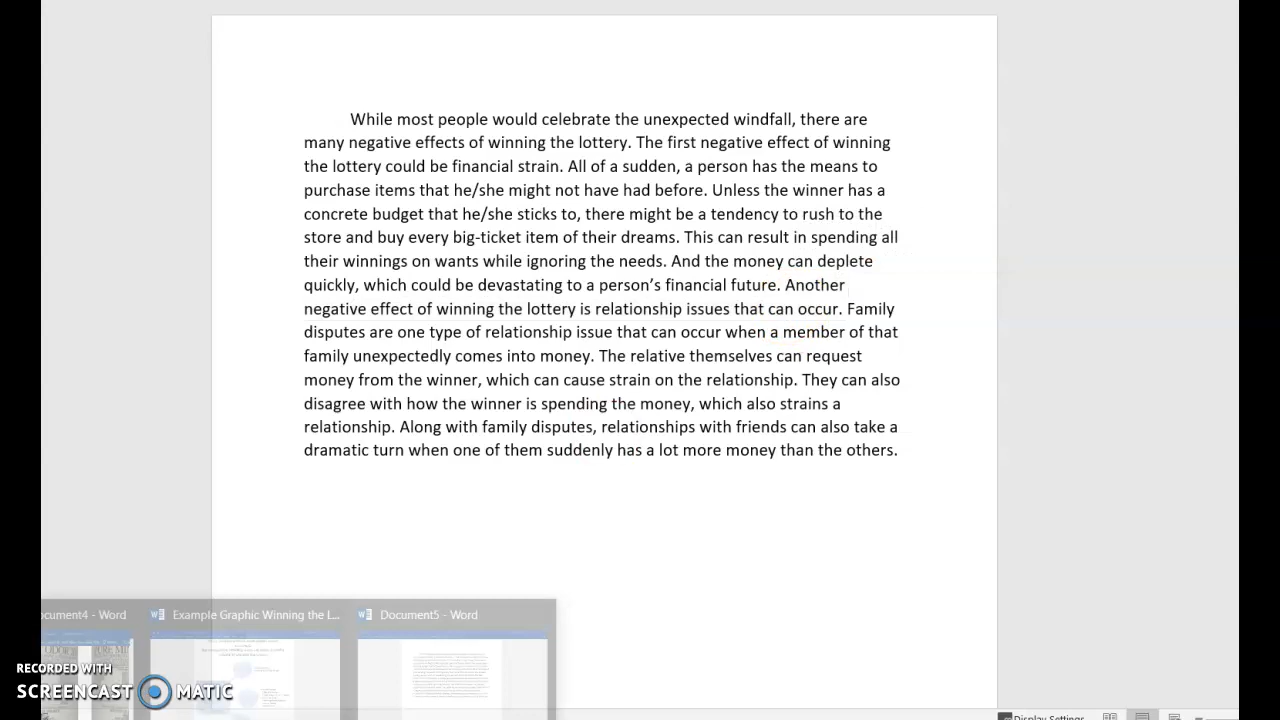 While most people would celebrate the unexpected windfall, there are
many negative effects of winning the lottery. The first negative effect of winning
the lottery could be financial strain. All of a sudden, a person has the means to
purchase items that he/she might not have had before. Unless the winner has a
concrete budget that he/she sticks to, there might be a tendency to rush to the
store and buy every big-ticket item of their dreams. This can result in spending all
their winnings on wants while ignoring the needs. And the money can deplete
quickly, which could be devastating to a person’s financial future. Another
negative effect of winning the lottery is relationship issues that can occur. Family
disputes are one type of relationship issue that can occur when a member of that
family unexpectedly comes into money. The relative themselves can request
money from the winner, which can cause strain on the relationship. They can also
disagree with how the winner is spending the money, which also strains a
relationship. Along with family disputes, relationships with friends can also take a
dramatic turn when one of them suddenly has a lot more money than the others.
ocument4 - Word
Example Graphic Winning the L...
Document5 - Word
RECORDED WITH
SCREENCAST MATIC
Display Settings